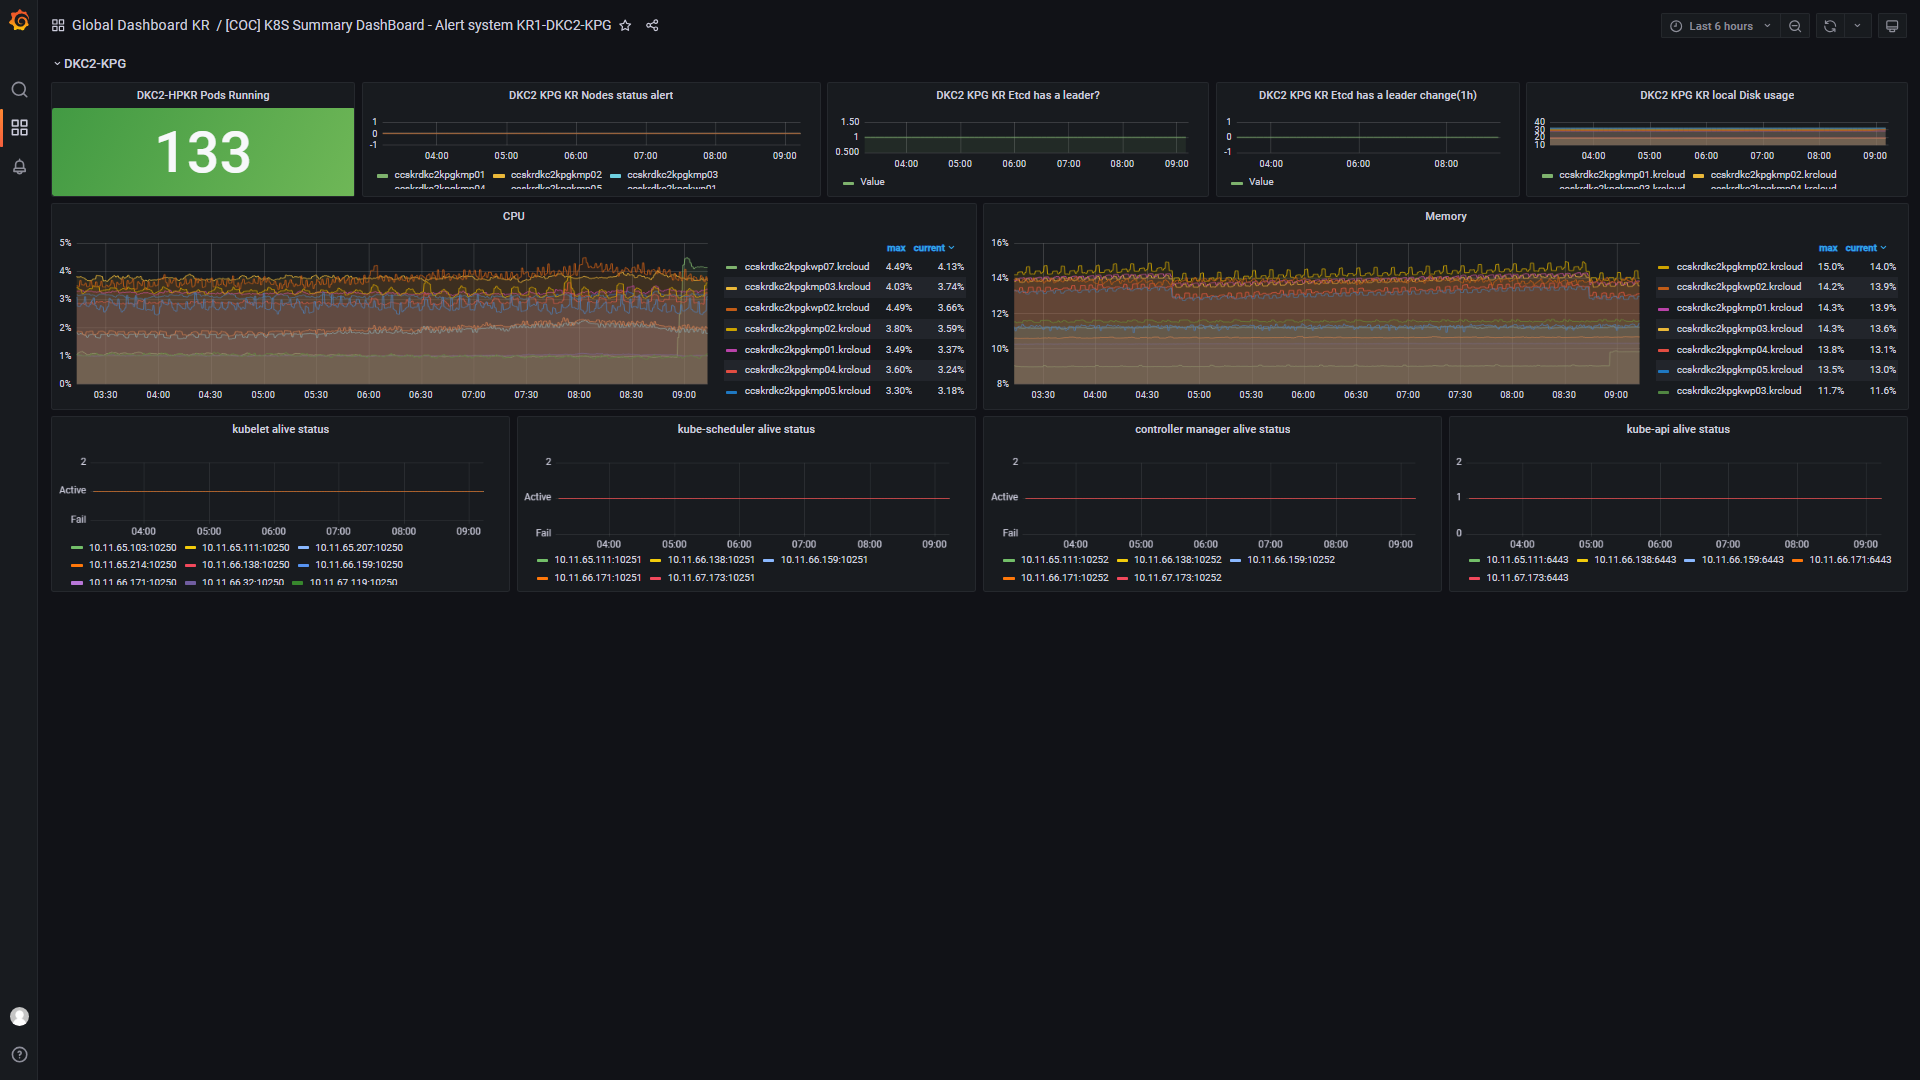 Global Dashboard KR / [COC] K8S Summary DashBoard - Alert system KR1-DKC2-KPG
Last 6 hours
DKC2-KPG
DKC2-HPKR Pods Running
133
DKC2 KPG KR Nodes status alert
1
0
-1
04:00 05:00 06:00 07:00 08:00 09:00
ccskrdkc2kpgkmp01 ccskrdkc2kpgkmp02 ccskrdkc2kpgkmp03
ccskrdkc2kpgkmp04 ccskrdkc2kpgkmp05 ccskrdkc2kpgkwp01
DKC2 KPG KR Etcd has a leader?
1.50
1
0.500
04:00 05:00 06:00 07:00 08:00 09:00
Value
DKC2 KPG KR Etcd has a leader change(1h)
1
0
-1
04:00 06:00 08:00
Value
DKC2 KPG KR local Disk usage
40
30
20
10
04:00 05:00 06:00 07:00 08:00 09:00
ccskrdkc2kpgkmp01.krcloud ccskrdkc2kpgkmp02.krcloud
ccskrdkc2kpgkmp03.krcloud ccskrdkc2kpgkmp04.krcloud
CPU
5%
4%
3%
2%
1%
0%
03:30 04:00 04:30 05:00 05:30 06:00 06:30 07:00 07:30 08:00 08:30 09:00
max current
ccskrdkc2kpgkwp07.krcloud 4.49% 4.13%
ccskrdkc2kpgkmp03.krcloud 4.03% 3.74%
ccskrdkc2kpgkwp02.krcloud 4.49% 3.66%
ccskrdkc2kpgkmp02.krcloud 3.80% 3.59%
ccskrdkc2kpgkmp01.krcloud 3.49% 3.37%
ccskrdkc2kpgkmp04.krcloud 3.60% 3.24%
ccskrdkc2kpgkmp05.krcloud 3.30% 3.18%
Memory
16%
14%
12%
10%
8%
03:30 04:00 04:30 05:00 05:30 06:00 06:30 07:00 07:30 08:00 08:30 09:00
max current
ccskrdkc2kpgkmp02.krcloud 15.0% 14.0%
ccskrdkc2kpgkwp02.krcloud 14.2% 13.9%
ccskrdkc2kpgkmp01.krcloud 14.3% 13.9%
ccskrdkc2kpgkmp03.krcloud 14.3% 13.6%
ccskrdkc2kpgkmp04.krcloud 13.8% 13.1%
ccskrdkc2kpgkmp05.krcloud 13.5% 13.0%
ccskrdkc2kpgkwp03.krcloud 11.7% 11.6%
kubelet alive status
2
Active
Fail
04:00 05:00 06:00 07:00 08:00 09:00
10.11.65.103:10250 10.11.65.111:10250 10.11.65.207:10250
10.11.65.214:10250 10.11.66.138:10250 10.11.66.159:10250
10.11.66.171:10250 10.11.66.32:10250 10.11.67.119:10250
kube-scheduler alive status
2
Active
Fail
04:00 05:00 06:00 07:00 08:00 09:00
10.11.65.111:10251 10.11.66.138:10251 10.11.66.159:10251
10.11.66.171:10251 10.11.67.173:10251
controller manager alive status
2
Active
Fail
04:00 05:00 06:00 07:00 08:00 09:00
10.11.65.111:10252 10.11.66.138:10252 10.11.66.159:10252
10.11.66.171:10252 10.11.67.173:10252
kube-api alive status
2
1
0
04:00 05:00 06:00 07:00 08:00 09:00
10.11.65.111:6443 10.11.66.138:6443 10.11.66.159:6443 10.11.66.171:6443
10.11.67.173:6443